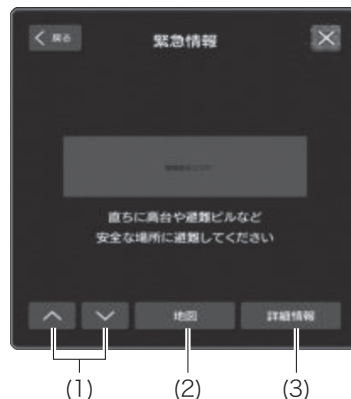 戻る
緊急情報
直ちに高台や避難ビルなど
安全な場所に避難してください
地図
詳細情報
(1)
(2)
(3)